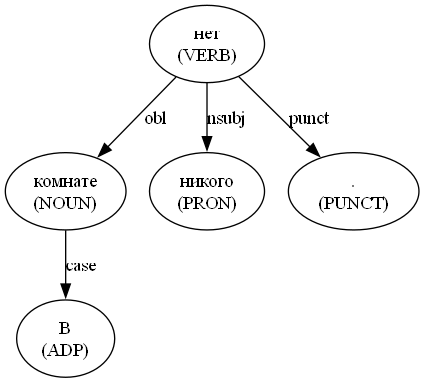 нет
(VERB)
obl
nsubj
punct
комнате
(NOUN)
никого
(PRON)
.
(PUNCT)
case
В
(ADP)